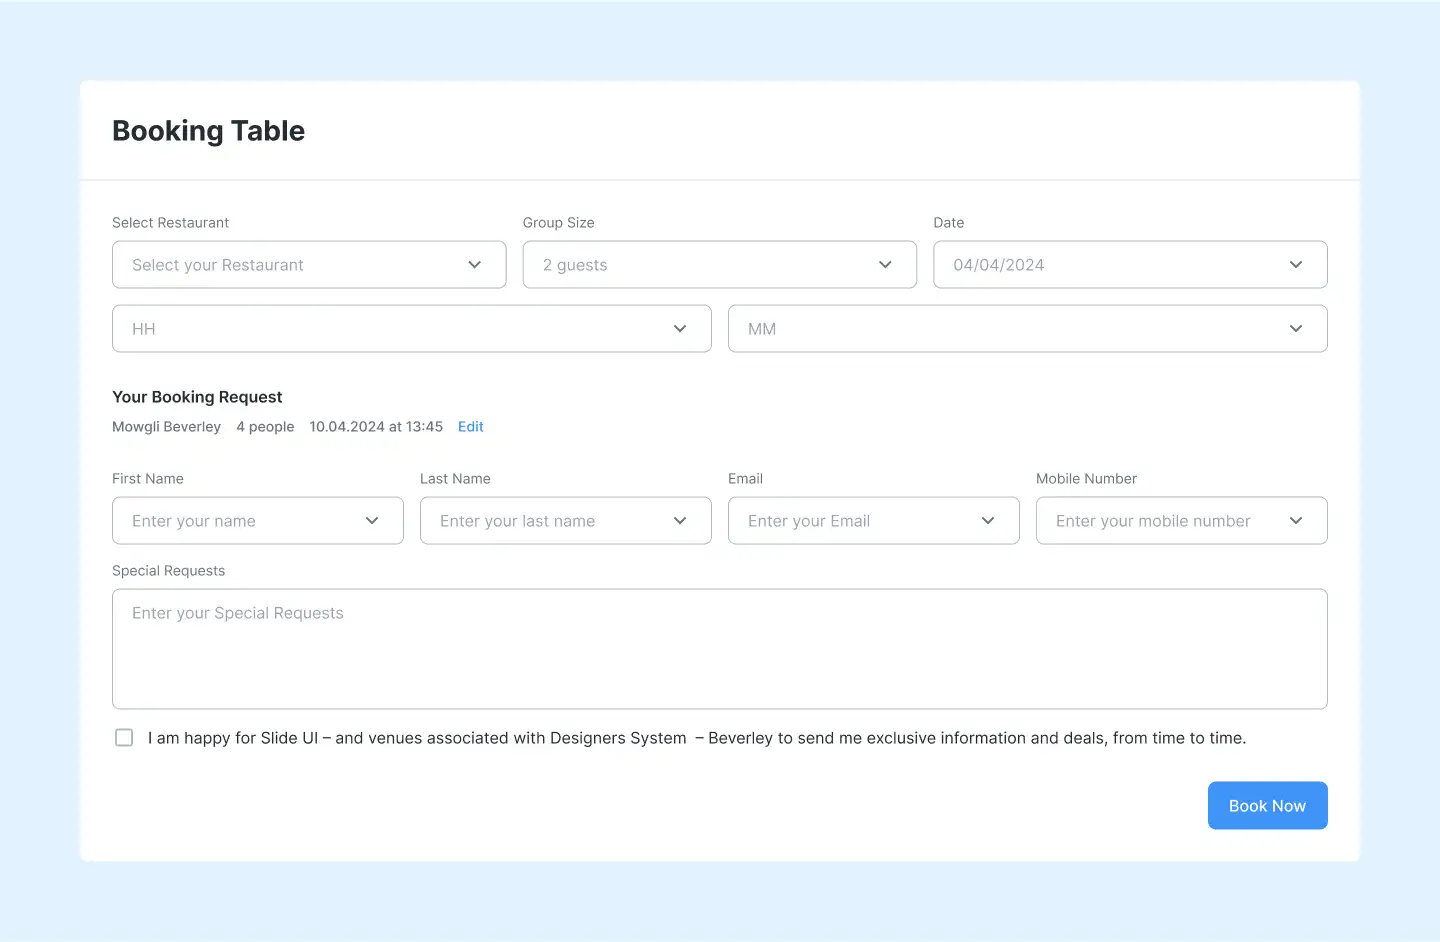 Booking Table
Select Restaurant
Group Size
Date
Select your Restaurant
2 guests
04/04/2024
HH
MM
Your Booking Request
Mowgli Beverley 4 people 10.04.2024 at 13:45 Edit
First Name
Last Name
Email
Mobile Number
Enter your name
Enter your last name
Enter your Email
Enter your mobile number
Special Requests
Enter your Special Requests
I am happy for Slide UI – and venues associated with Designers System – Beverley to send me exclusive information and deals, from time to time.
Book Now